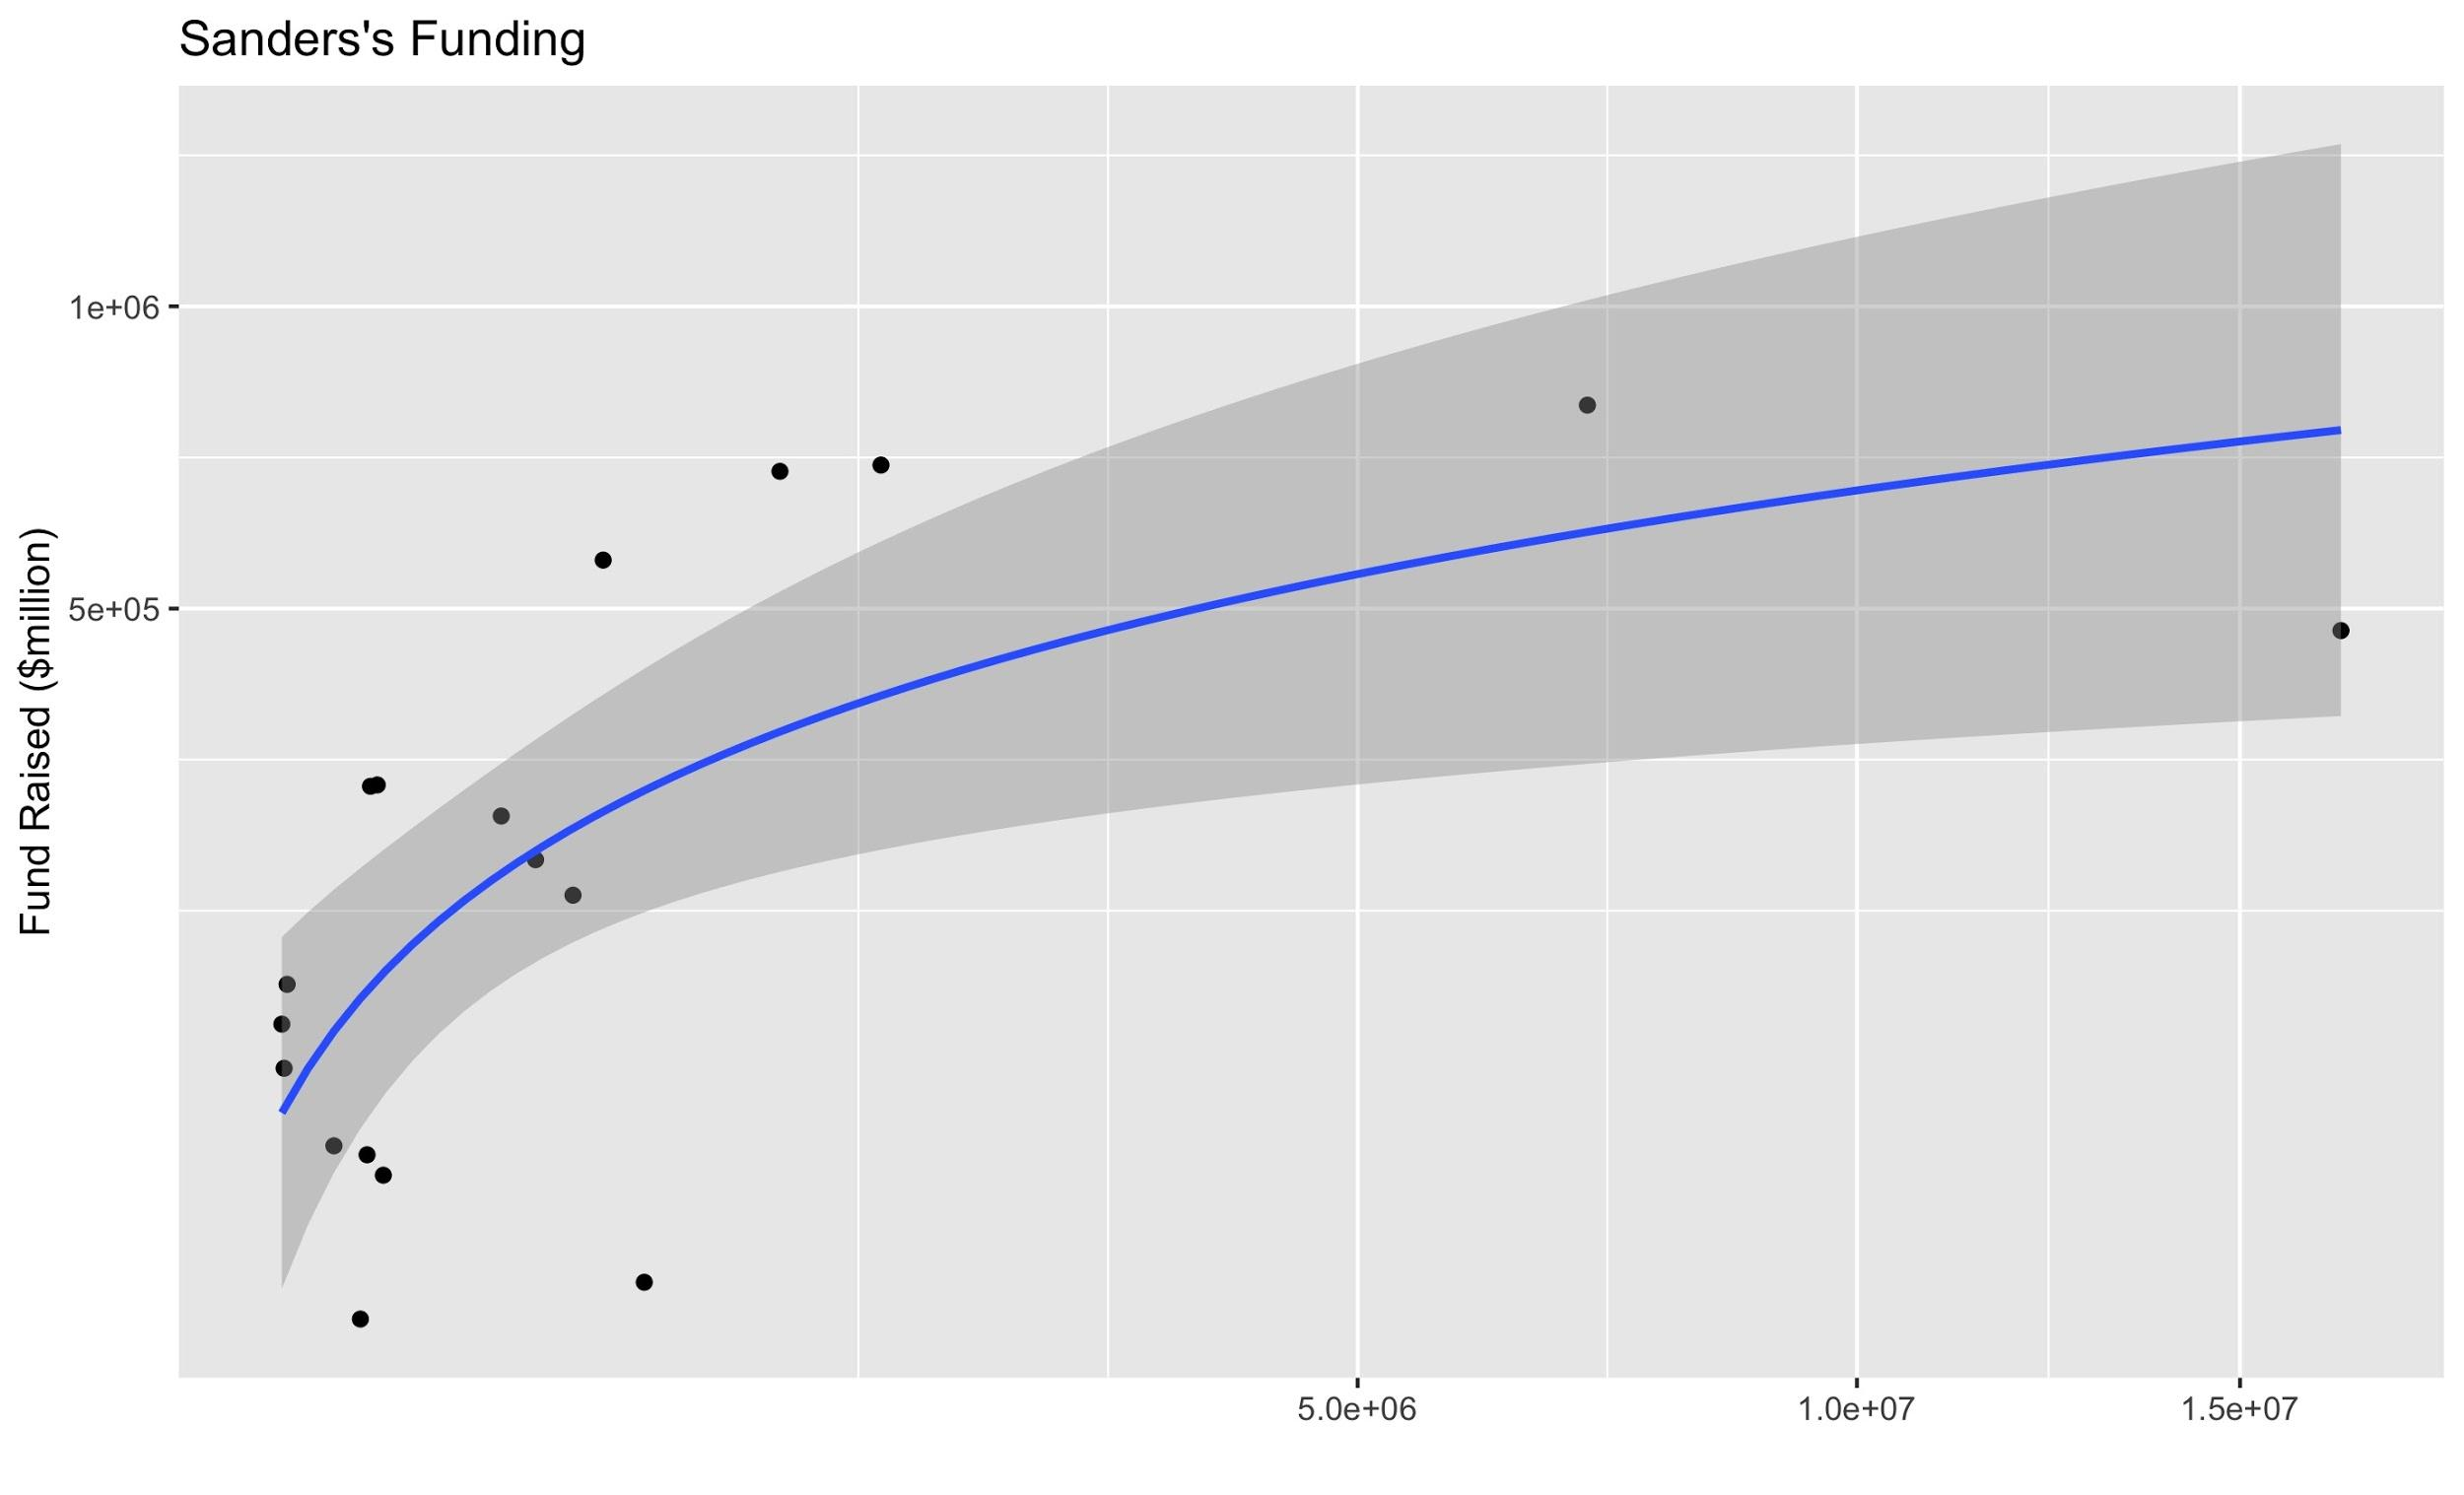 Sanders's Funding
Fund Raised ($million)
1e+06
5e+05
5.0e+06
1.0e+07
1.5e+07